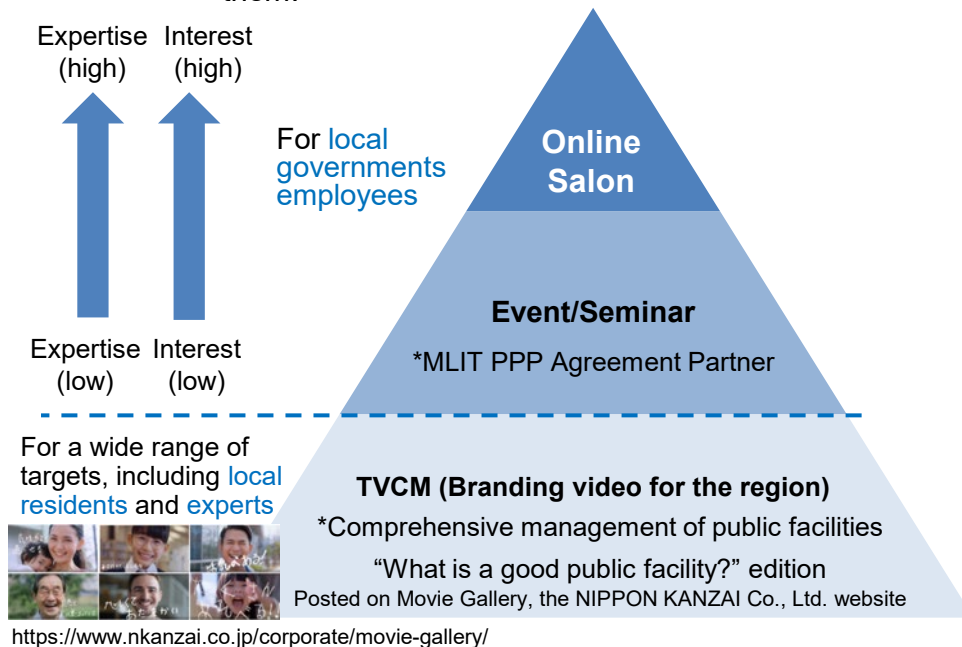 Expertise Interest
(high) (high)
For local
governments
employees
Online
Salon
Event/Seminar
*MLIT PPP Agreement Partner
Expertise Interest
(low) (low)
For a wide range of
targets, including local
residents and experts
TVCM (Branding video for the region)
*Comprehensive management of public facilities
“What is a good public facility?” edition
Posted on Movie Gallery, the NIPPON KANZAI Co., Ltd. website
https://www.nkanzai.co.jp/corporate/movie-gallery/